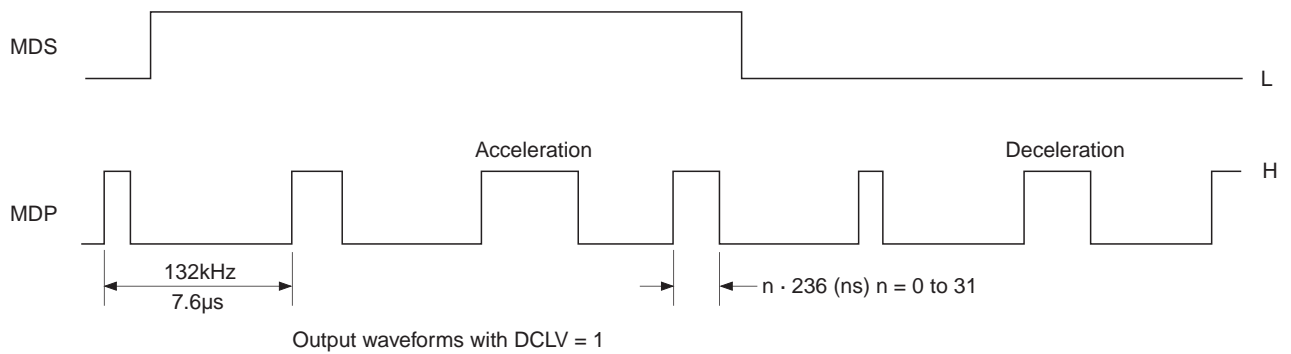 MDS
L
Acceleration
Deceleration
H
MDP
132kHz
7.6µs
n · 236 (ns) n = 0 to 31
Output waveforms with DCLV = 1